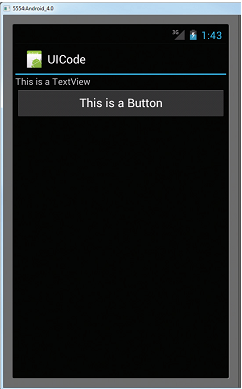 5554:Android_4.0
3G 1:43
UICode
This is a TextView
This is a Button